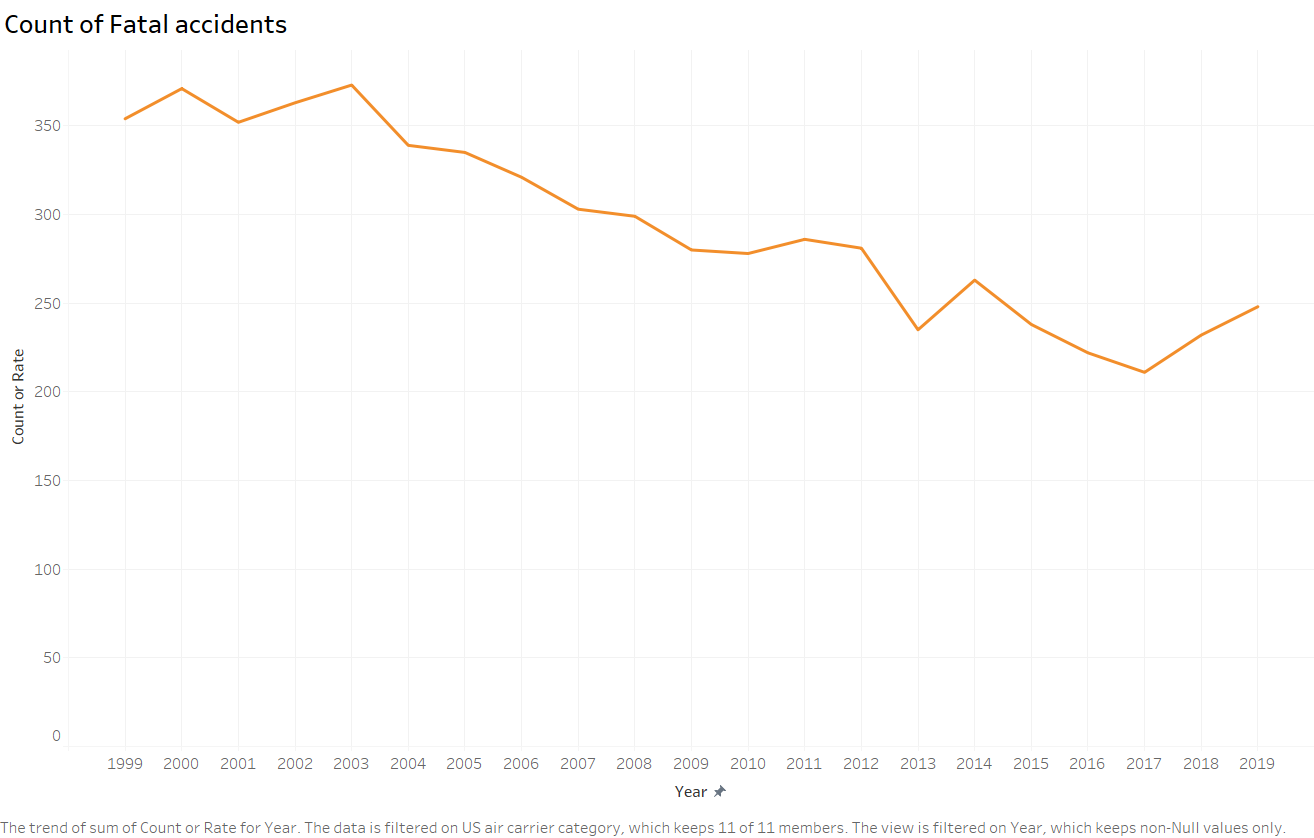 Count of Fatal accidents
350
300
250
200
150
100
50
0
Count or Rate
1999 2000 2001 2002 2003 2004 2005 2006 2007 2008 2009 2010 2011 2012 2013 2014 2015 2016 2017 2018 2019
Year
The trend of sum of Count or Rate for Year. The data is filtered on US air carrier category, which keeps 11 of 11 members. The view is filtered on Year, which keeps non-Null values only.